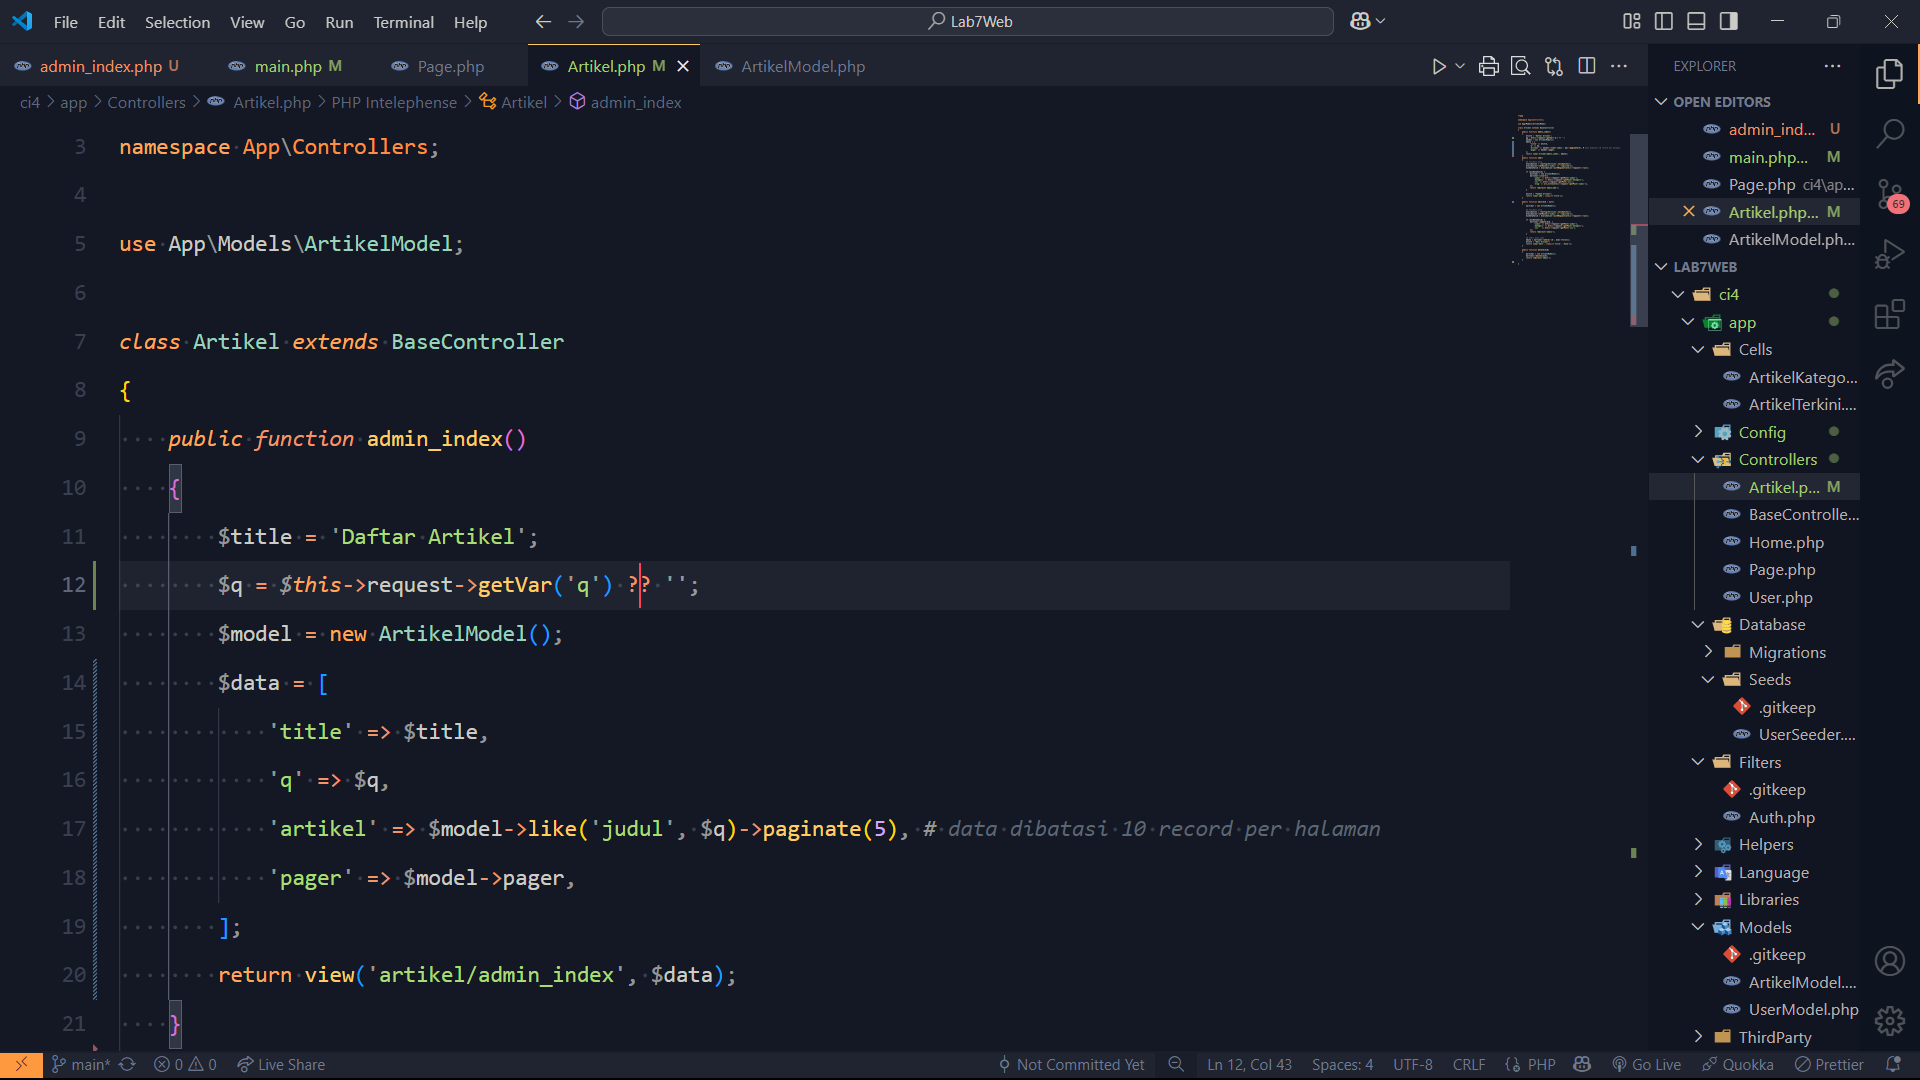 File Edit Selection View Go Run Terminal Help
Lab7Web
admin_index.php U
main.php M
Page.php
Artikel.php M
ArtikelModel.php
ci4 > app > Controllers > Artikel.php > PHP Intelephense > Artikel > admin_index
3 namespace App\Controllers;
4
5 use App\Models\ArtikelModel;
6
7 class Artikel extends BaseController
8 {
9 public function admin_index()
10 {
11 $title = 'Daftar Artikel';
12 $q = $this->request->getVar('q') ?? '';
13 $model = new ArtikelModel();
14 $data = [
15 'title' => $title,
16 'q' => $q,
17 'artikel' => $model->like('judul', $q)->paginate(5), # data dibatasi 10 record per halaman
18 'pager' => $model->pager,
19 ];
20 return view('artikel/admin_index', $data);
21 }
EXPLORER
OPEN EDITORS
admin_ind... U
main.php... M
Page.php ci4\ap...
Artikel.php... M
ArtikelModel.ph...
LAB7WEB
ci4
app
Cells
ArtikelKatego...
ArtikelTerkini....
Config
Controllers
Artikel.p... M
BaseControlle...
Home.php
Page.php
User.php
Database
Migrations
Seeds
.gitkeep
UserSeeder....
Filters
.gitkeep
Auth.php
Helpers
Language
Libraries
Models
.gitkeep
ArtikelModel....
UserModel.php
ThirdParty
69
main* 0 0 Live Share
Not Committed Yet Ln 12, Col 43 Spaces: 4 UTF-8 CRLF PHP Go Live Quokka Prettier